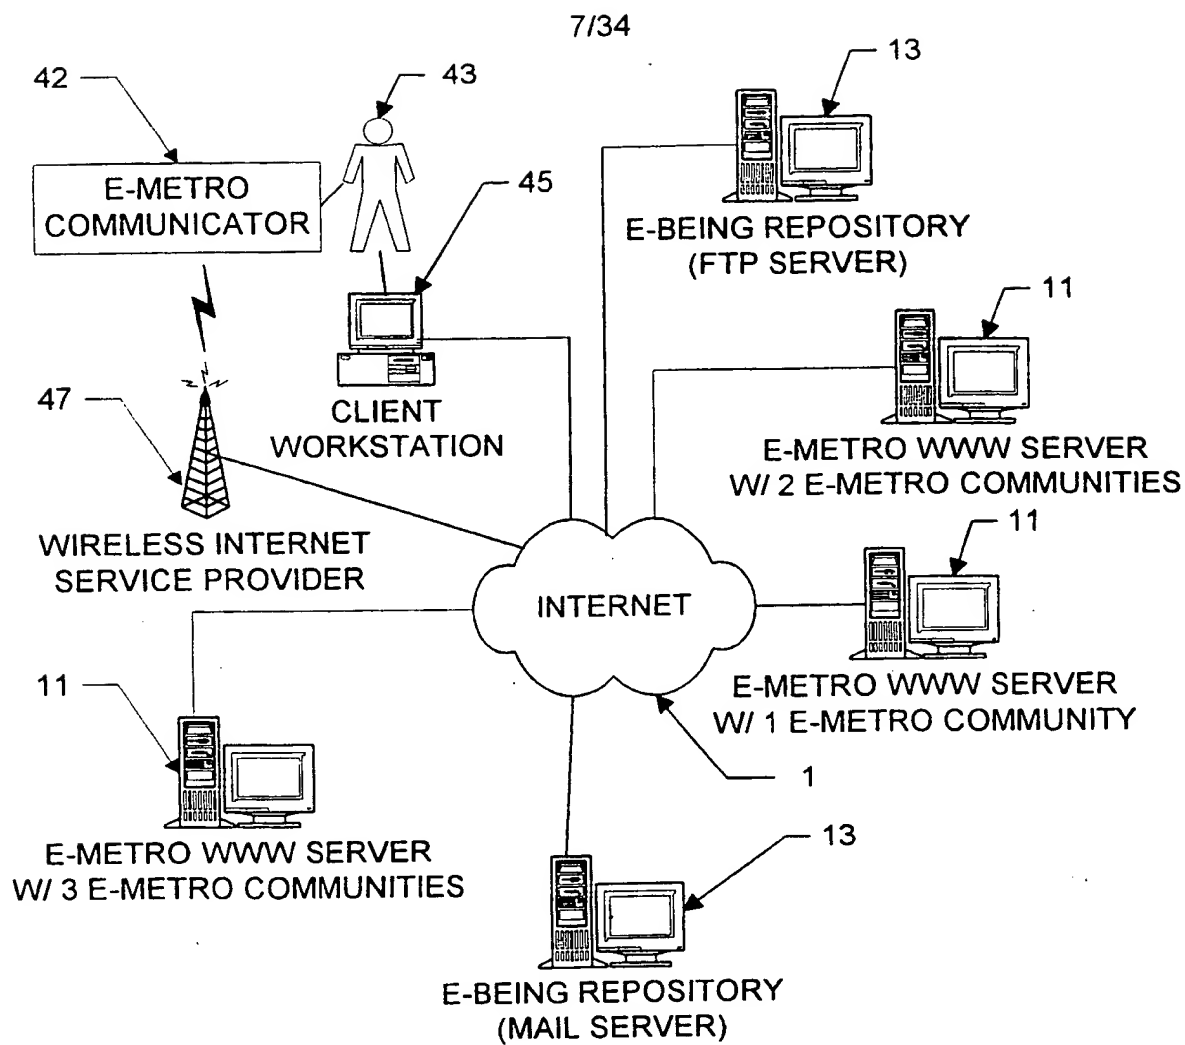 7/34
42
43
13
E-METRO
COMMUNICATOR
45
E-BEING REPOSITORY
(FTP SERVER)
11
47
CLIENT
WORKSTATION
E-METRO WWW SERVER
W/ 2 E-METRO COMMUNITIES
11
WIRELESS INTERNET
SERVICE PROVIDER
INTERNET
11
E-METRO WWW SERVER
W/ 1 E-METRO COMMUNITY
1
E-METRO WWW SERVER
W/ 3 E-METRO COMMUNITIES
13
E-BEING REPOSITORY
(MAIL SERVER)